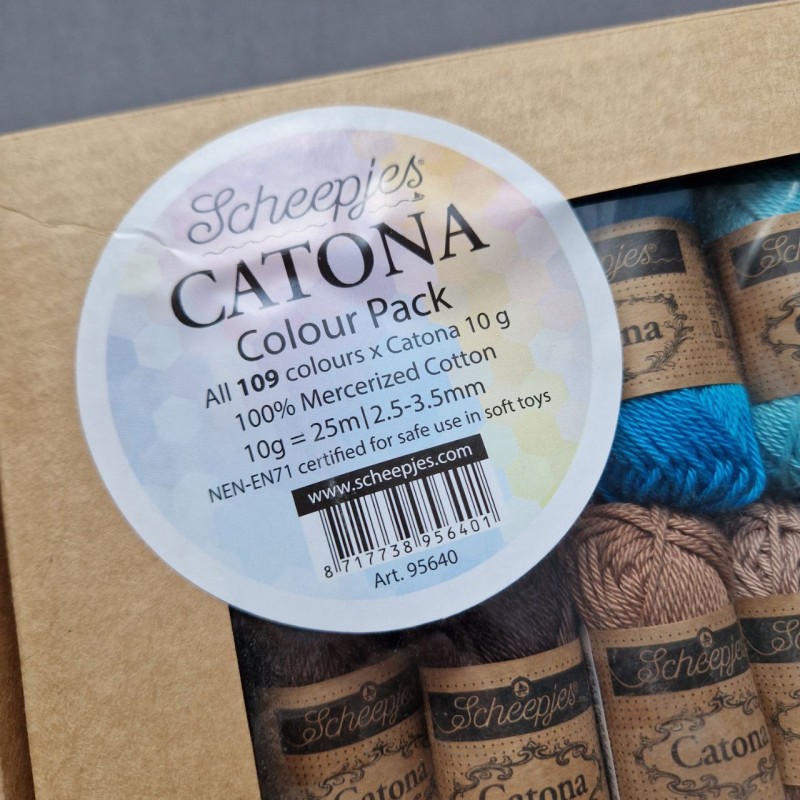 Scheepjes®
CATONA
Colour Pack
All 109 colours x Catona 10 g
100% Mercerized Cotton
10g = 25m|2.5-3.5mm
NEN-EN71 certified for safe use in soft toys
www.scheepjes.com
8 717738 956401
Art. 95640
Scheepjes
Catona
Scheepjes
Catona
Scheepjes
Catona